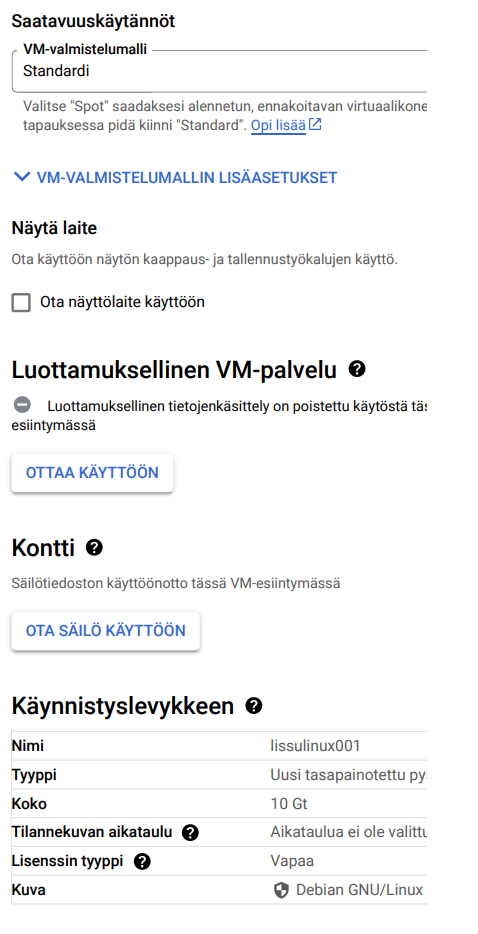 Saatavuuskäytännöt
VM-valmistelumalli
Standardi
Valitse "Spot" saadaksesi alennetun, ennakoitavan virtuaalikone
tapauksessa pidä kiinni "Standard". Opi lisää
VM-VALMISTELUMALLIN LISÄASETUKSET
Näytä laite
Ota käyttöön näytön kaappaus- ja tallennustyökalujen käyttö.
Ota näyttölaite käyttöön
Luottamuksellinen VM-palvelu
Luottamuksellinen tietojenkäsittely on poistettu käytöstä täs
esiintymässä
OTTAA KÄYTTÖÖN
Kontti
Säilötiedoston käyttöönotto tässä VM-esiintymässä
OTA SÄILÖ KÄYTTÖÖN
Käynnistyslevykkeen
Nimi lissulinux001
Tyyppi Uusi tasapainotettu py
Koko 10 Gt
Tilannekuvan aikataulu Aikataulua ei ole valittu
Lisenssin tyyppi Vapaa
Kuva Debian GNU/Linux